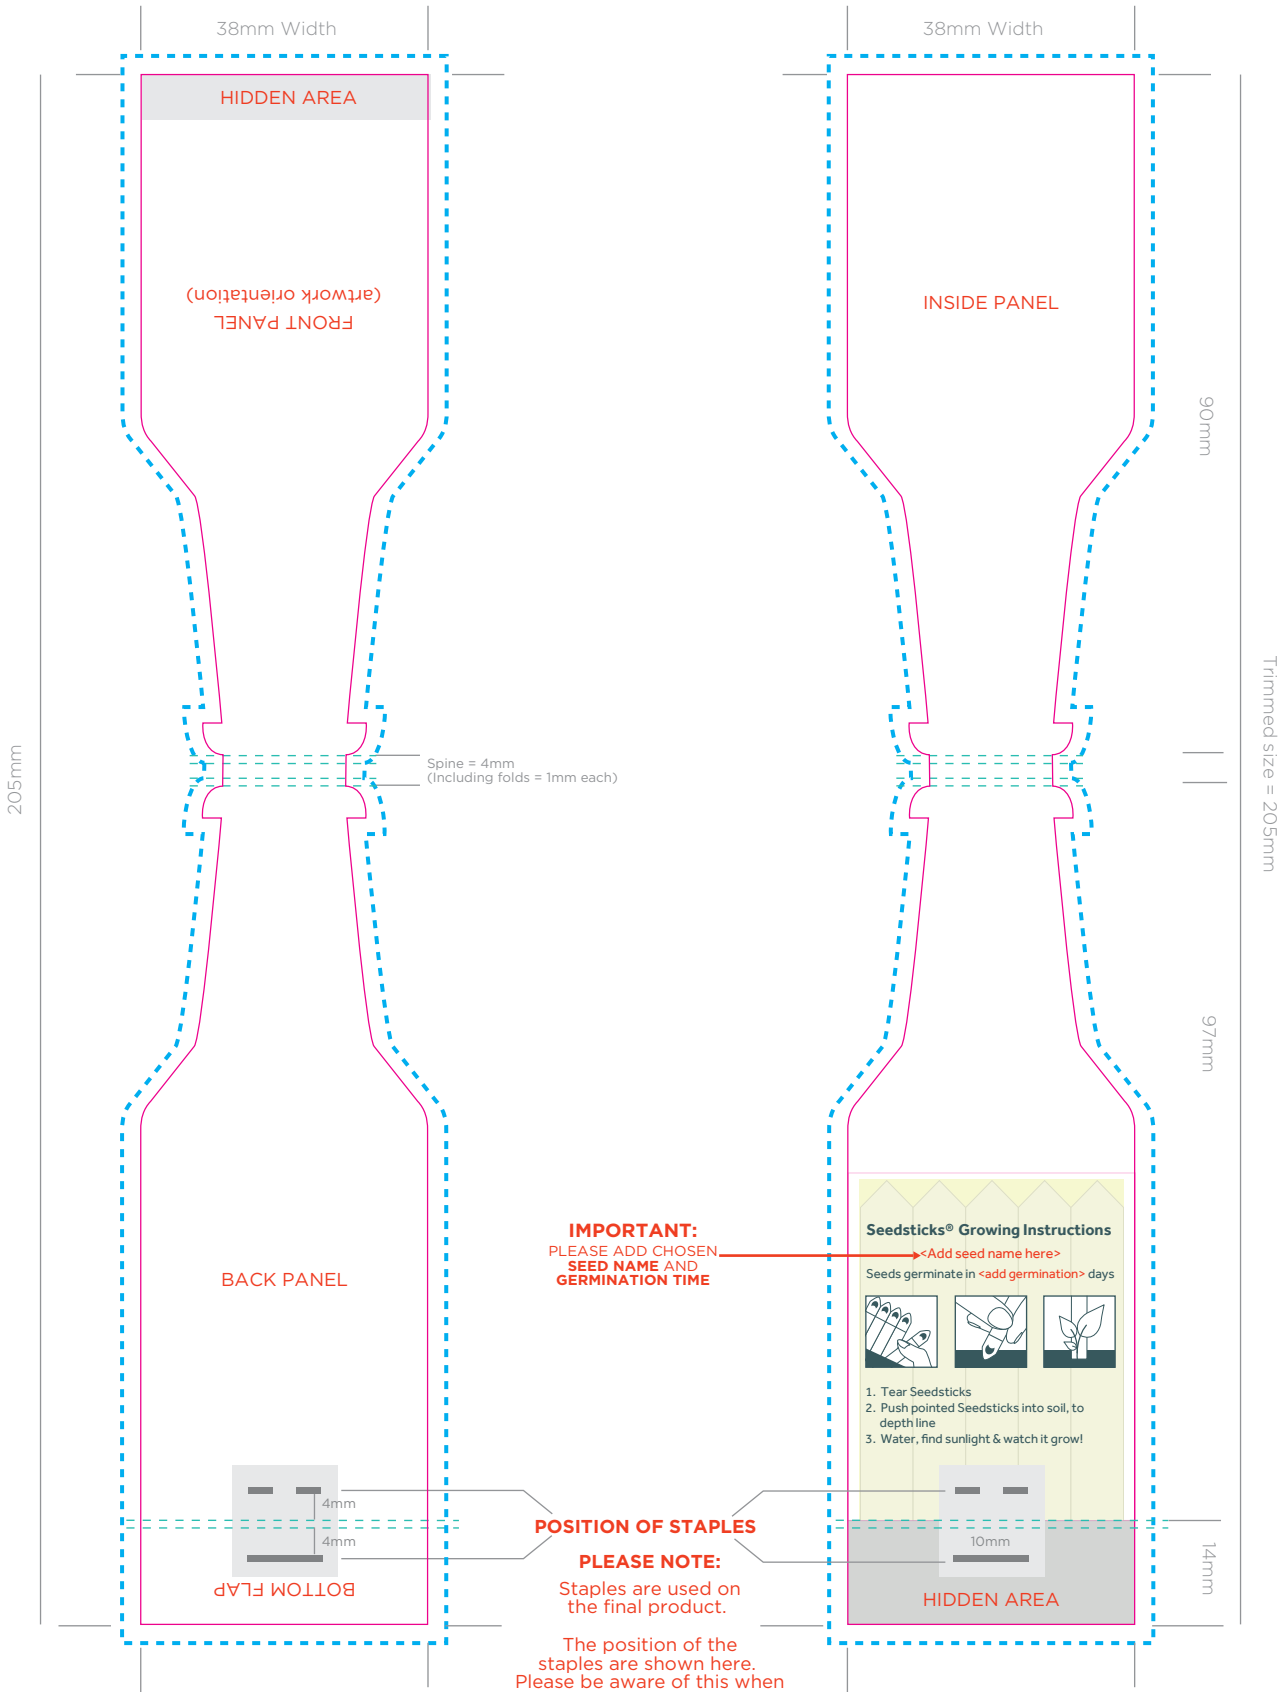 38mm Width
38mm Width
HIDDEN AREA
FRONT PANEL
(artwork orientation)
INSIDE PANEL
90mm
Trimmed size = 205mm
205mm
Spine = 4mm
(Including folds = 1mm each)
97mm
IMPORTANT:
PLEASE ADD CHOSEN
SEED NAME AND
GERMINATION TIME
Seedsticks® Growing Instructions
<Add seed name here>
Seeds germinate in <add germination> days
1. Tear Seedsticks
2. Push pointed Seedsticks into soil, to
depth line
3. Water, find sunlight & watch it grow!
BACK PANEL
4mm
4mm
BOTTOM FLAP
POSITION OF STAPLES
PLEASE NOTE:
Staples are used on
the final product.
The position of the
staples are shown here.
Please be aware of this when
10mm
HIDDEN AREA
14mm